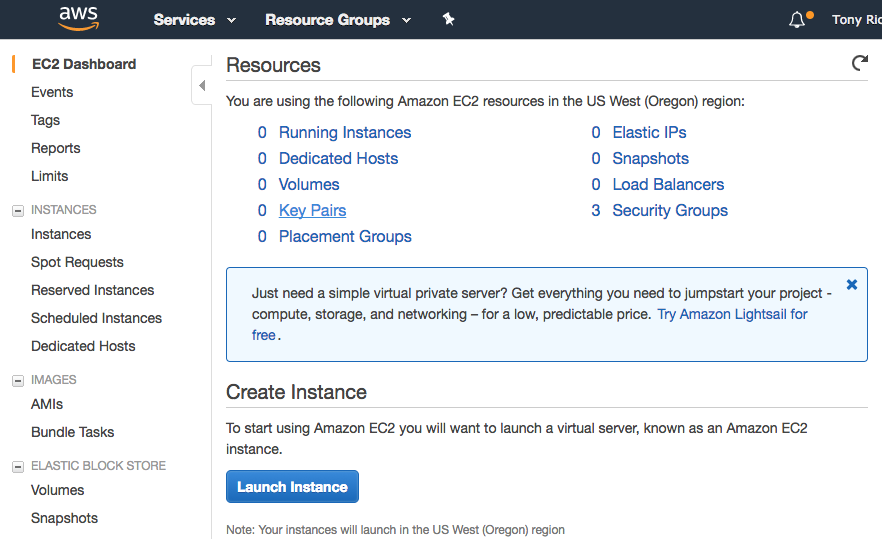 aws
Services
Resource Groups
Tony
EC2 Dashboard
Events
Tags
Reports
Limits
INSTANCES
Instances
Spot Requests
Reserved Instances
Scheduled Instances
Dedicated Hosts
IMAGES
AMIs
Bundle Tasks
ELASTIC BLOCK STORE
Volumes
Snapshots
Resources
You are using the following Amazon EC2 resources in the US West (Oregon) region:
0 Running Instances
0 Dedicated Hosts
0 Volumes
0 Key Pairs
0 Placement Groups
0 Elastic IPs
0 Snapshots
0 Load Balancers
3 Security Groups
Just need a simple virtual private server? Get everything you need to jumpstart your project -
compute, storage, and networking – for a low, predictable price. Try Amazon Lightsail for
free.
Create Instance
To start using Amazon EC2 you will want to launch a virtual server, known as an Amazon EC2
instance.
Launch Instance
Note: Your instances will launch in the US West (Oregon) region